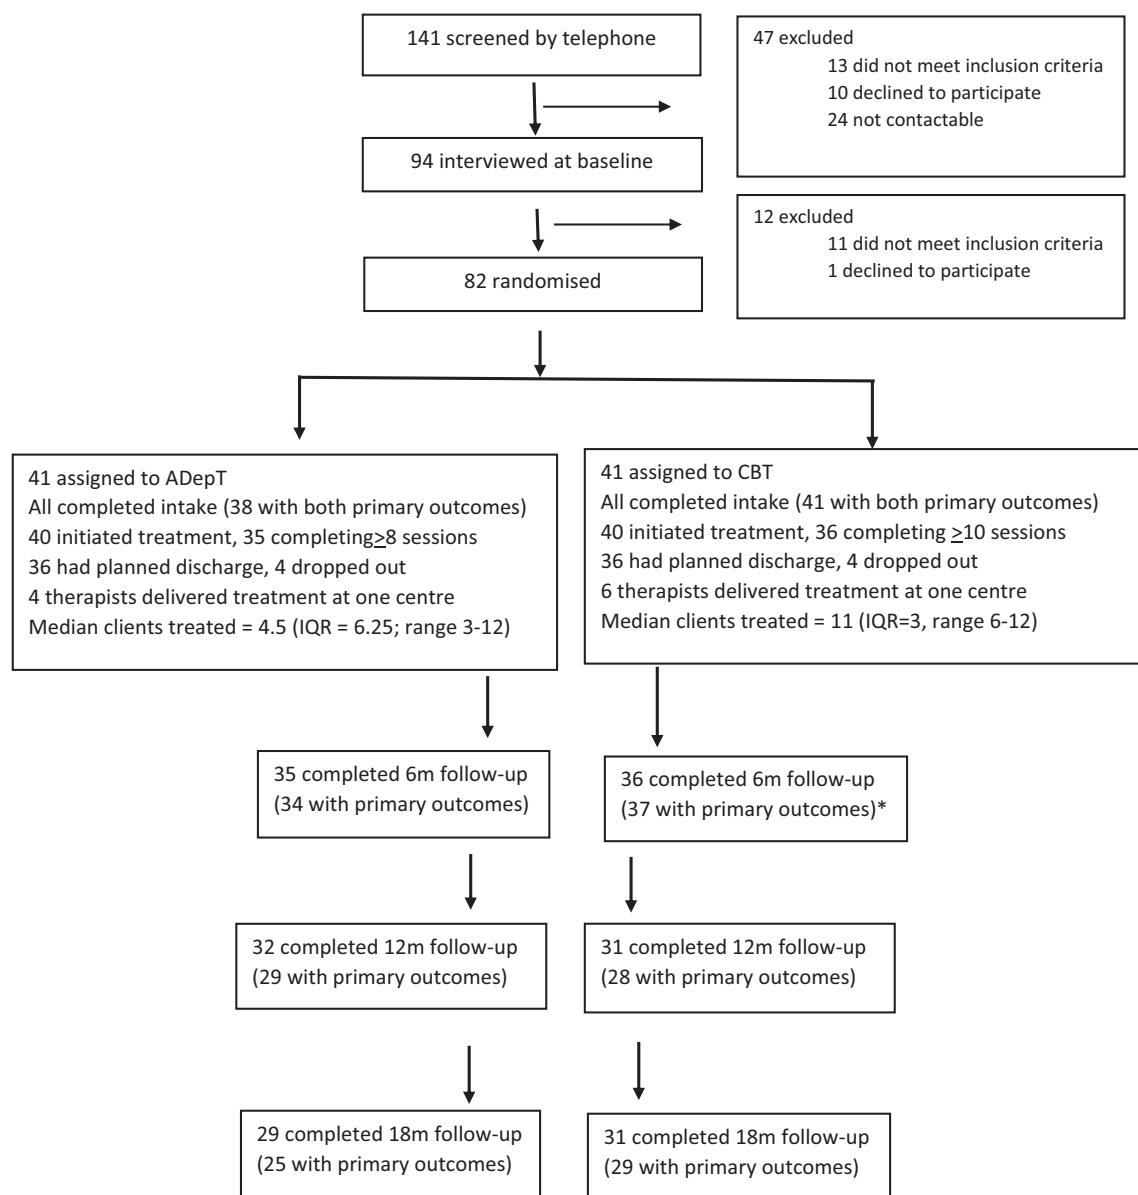 141 screened by telephone
47 excluded
13 did not meet inclusion criteria
10 declined to participate
24 not contactable
94 interviewed at baseline
12 excluded
11 did not meet inclusion criteria
1 declined to participate
82 randomised
41 assigned to ADepT
All completed intake (38 with both primary outcomes)
40 initiated treatment, 35 completing≥8 sessions
36 had planned discharge, 4 dropped out
4 therapists delivered treatment at one centre
Median clients treated = 4.5 (IQR = 6.25; range 3-12)
41 assigned to CBT
All completed intake (41 with both primary outcomes)
40 initiated treatment, 36 completing ≥10 sessions
36 had planned discharge, 4 dropped out
6 therapists delivered treatment at one centre
Median clients treated = 11 (IQR=3, range 6-12)
35 completed 6m follow-up
(34 with primary outcomes)
36 completed 6m follow-up
(37 with primary outcomes)*
32 completed 12m follow-up
(29 with primary outcomes)
31 completed 12m follow-up
(28 with primary outcomes)
29 completed 18m follow-up
(25 with primary outcomes)
31 completed 18m follow-up
(29 with primary outcomes)